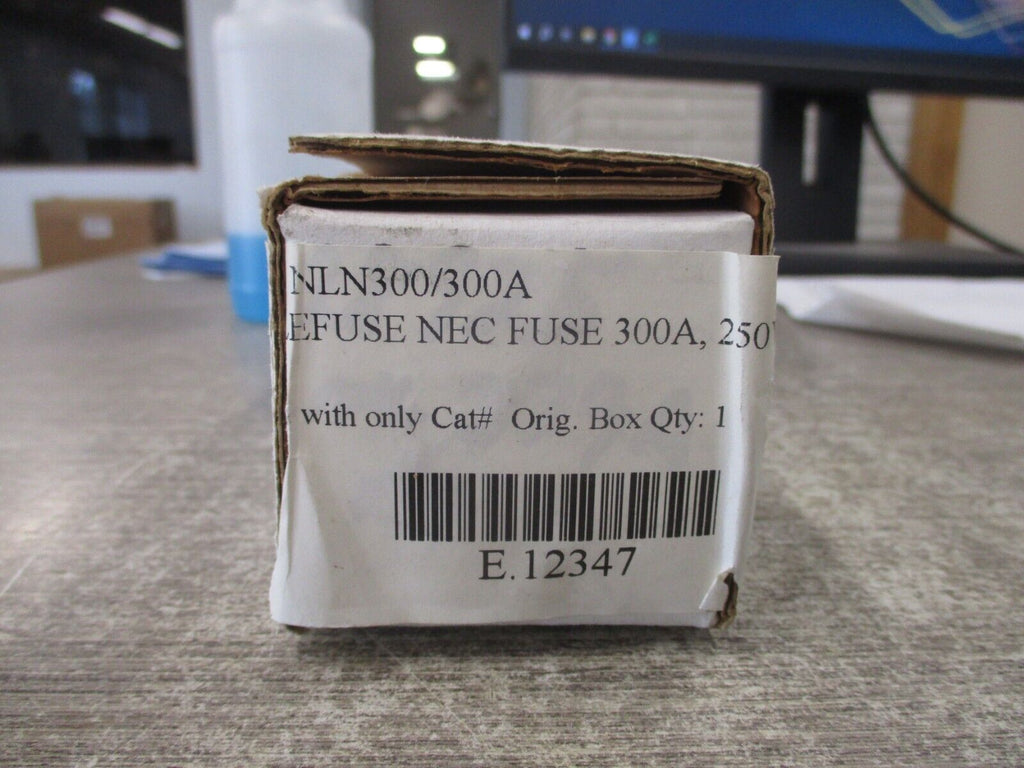 NLN300/300A
EFUSE NEC FUSE 300A, 250
with only Cat# Orig. Box Qty: 1
E.12347